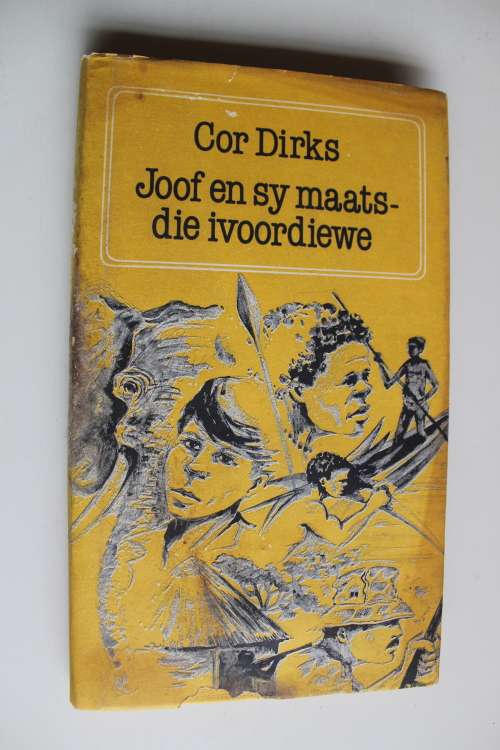 Cor Dirks
Joof en sy maats-
die ivoordiewe